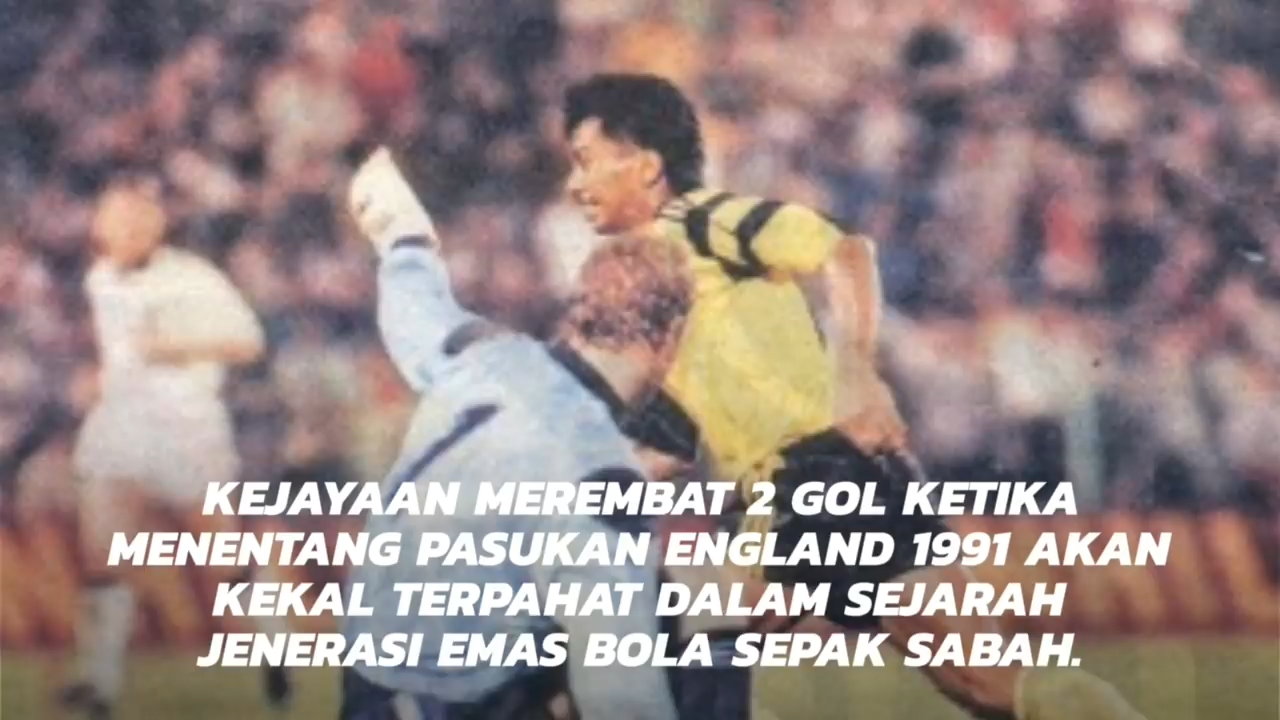 KEJAYAAN MEREMBAT 2 GOL KETIKA
MENENTANG PASUKAN ENGLAND 1991 AKAN
KEKAL TERPAHAT DALAM SEJARAH
JENERASI EMAS BOLA SEPAK SABAH.